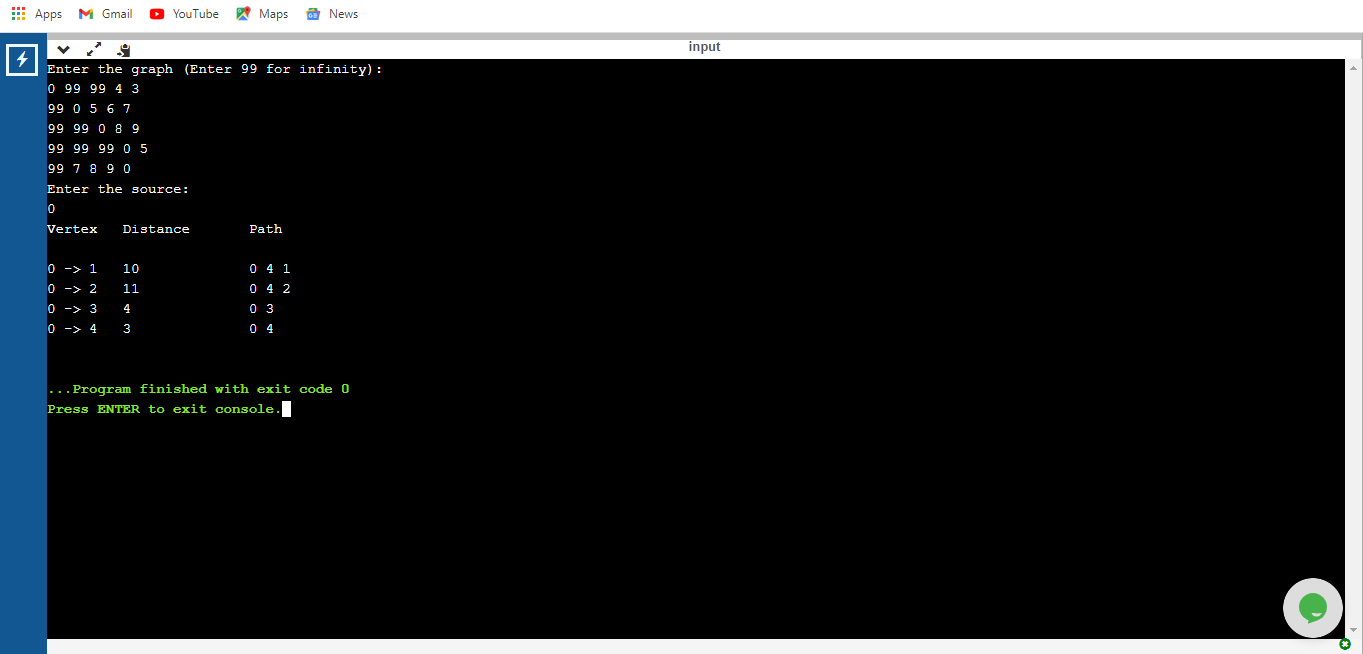 Apps Gmail YouTube Maps News
input
Enter the graph (Enter 99 for infinity):
0 99 99 4 3
99 0 5 6 7
99 99 0 8 9
99 99 99 0 5
99 7 8 9 0
Enter the source:
0
Vertex Distance Path
0 -> 1 10 0 4 1
0 -> 2 11 0 4 2
0 -> 3 4 0 3
0 -> 4 3 0 4
...Program finished with exit code 0
Press ENTER to exit console.